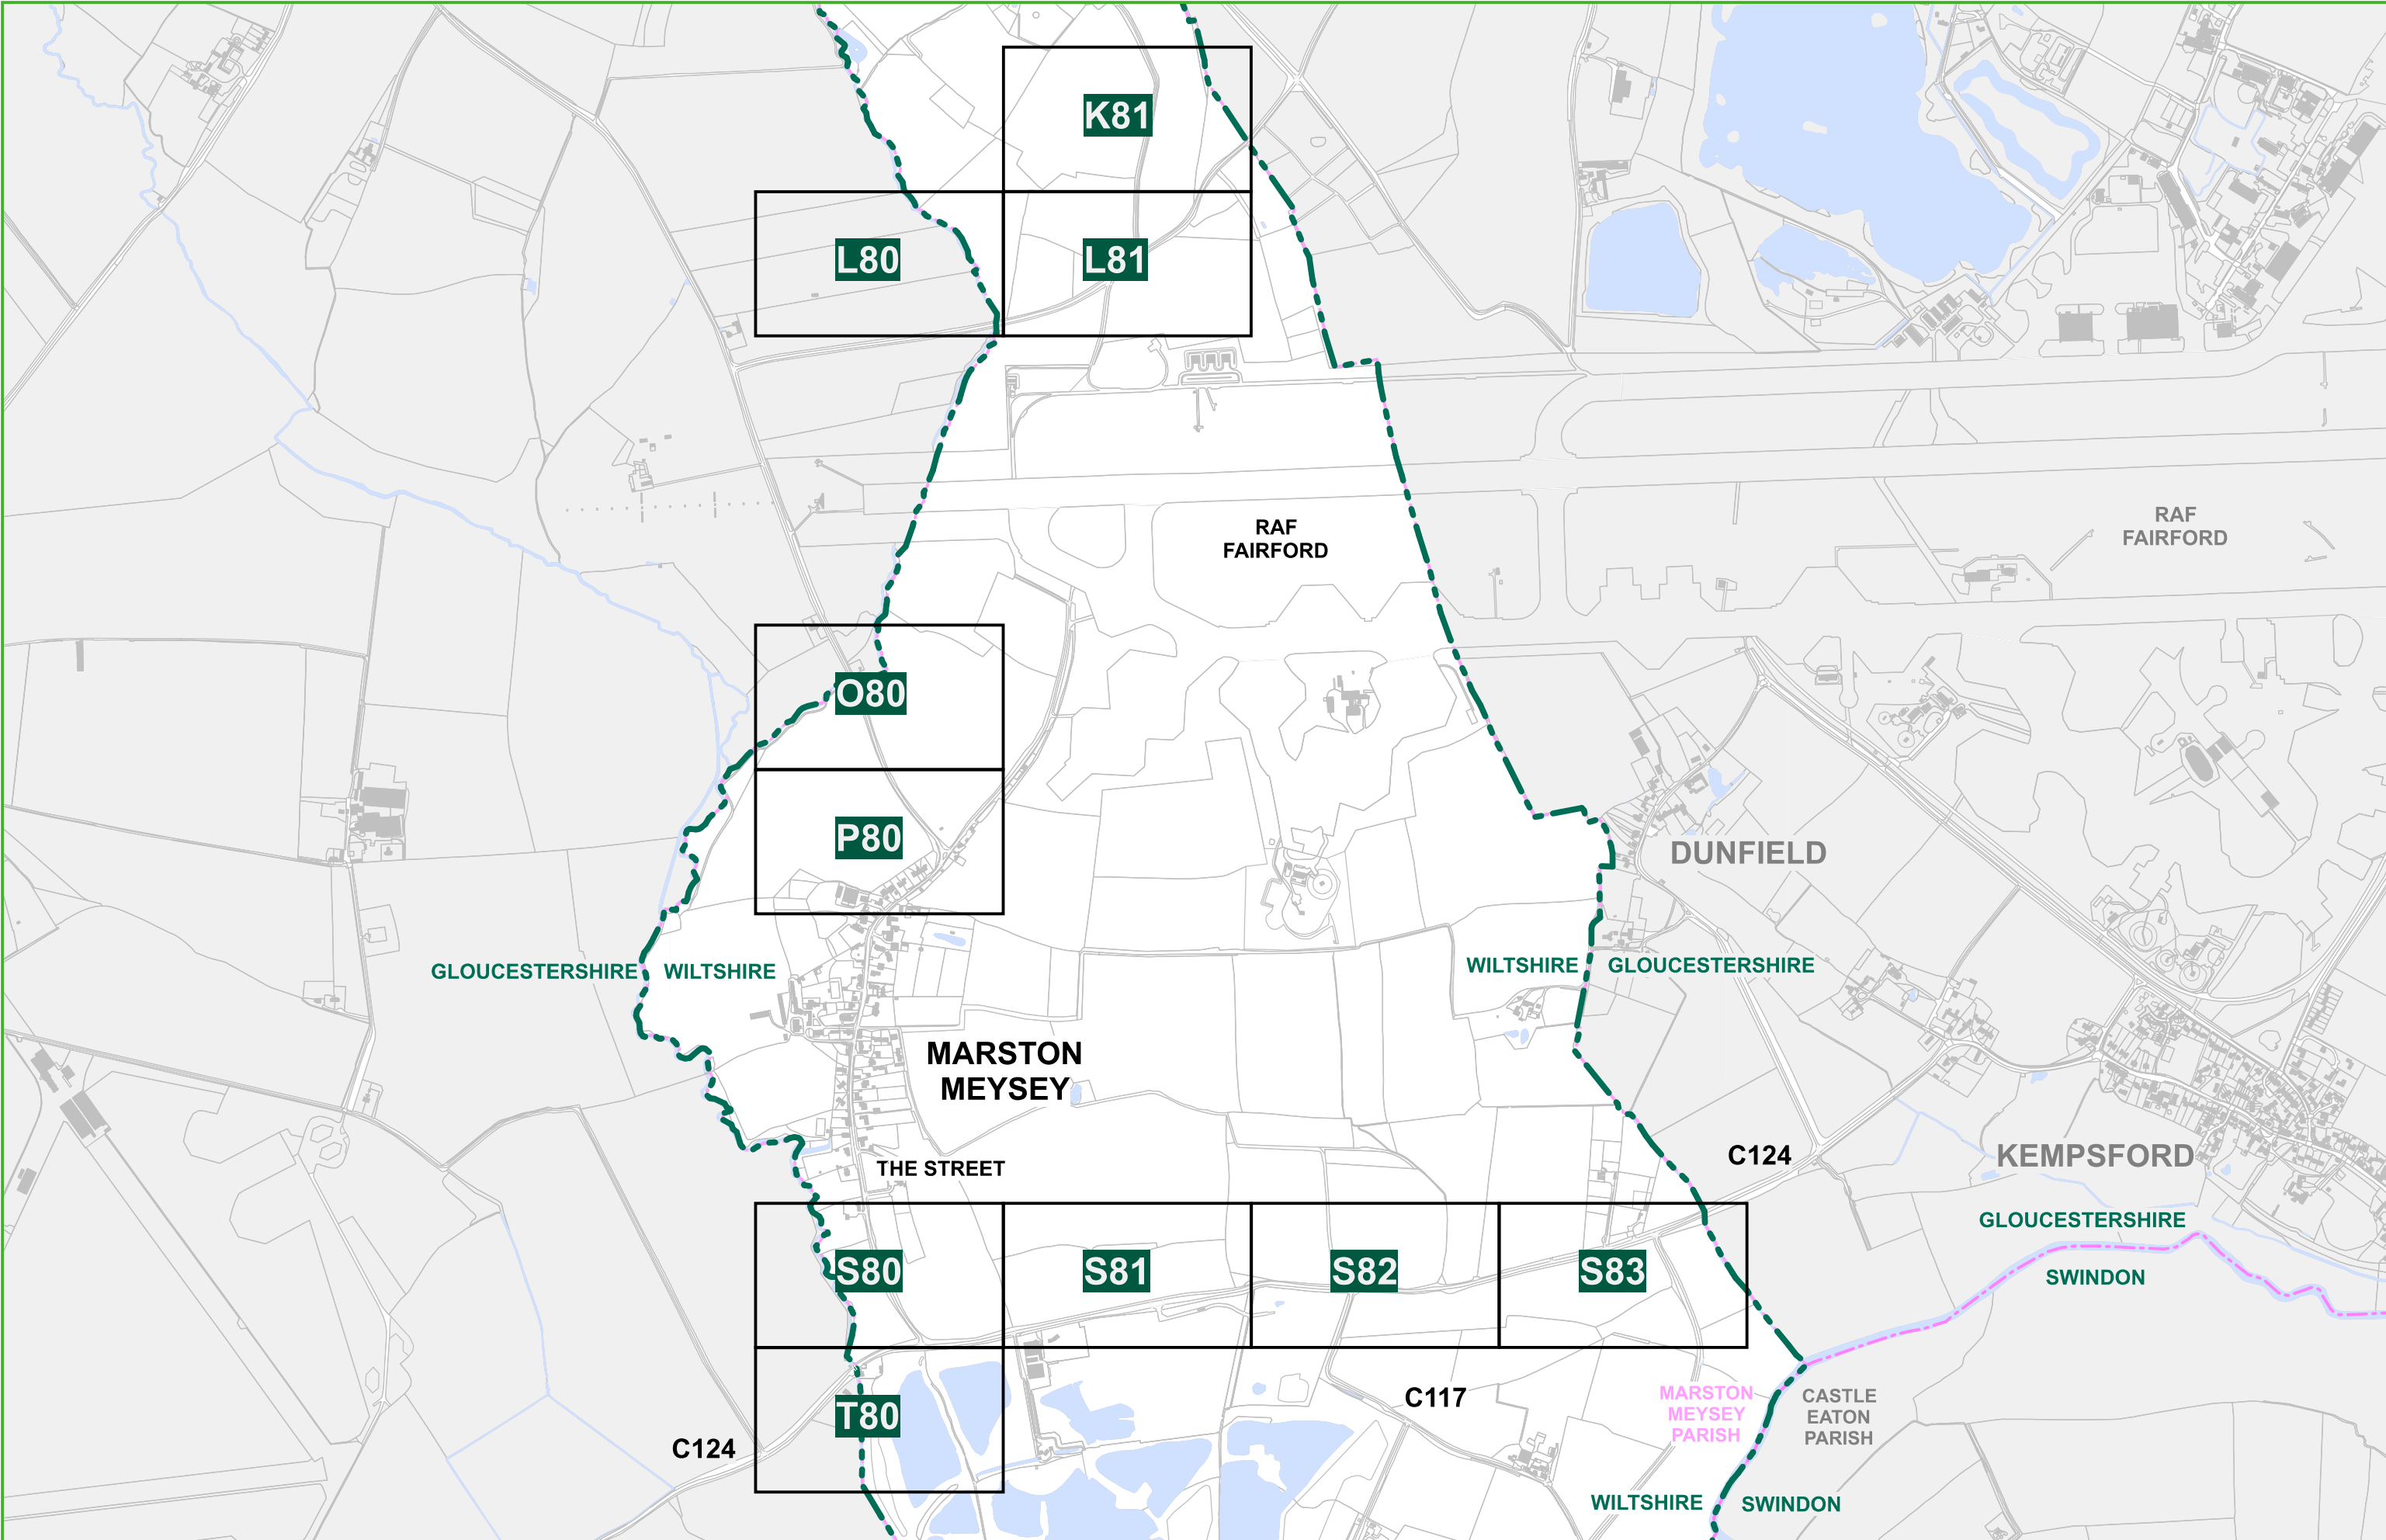 K81
L80
L81
RAF
FAIRFORD
RAF
FAIRFORD
O80
P80
DUNFIELD
GLOUCESTERSHIRE
WILTSHIRE
WILTSHIRE
GLOUCESTERSHIRE
MARSTON
MEYSEY
THE STREET
C124
KEMPSFORD
GLOUCESTERSHIRE
SWINDON
S80
S81
S82
S83
T80
C124
C117
MARSTON
MEYSEY
PARISH
CASTLE
EATON
PARISH
WILTSHIRE
SWINDON